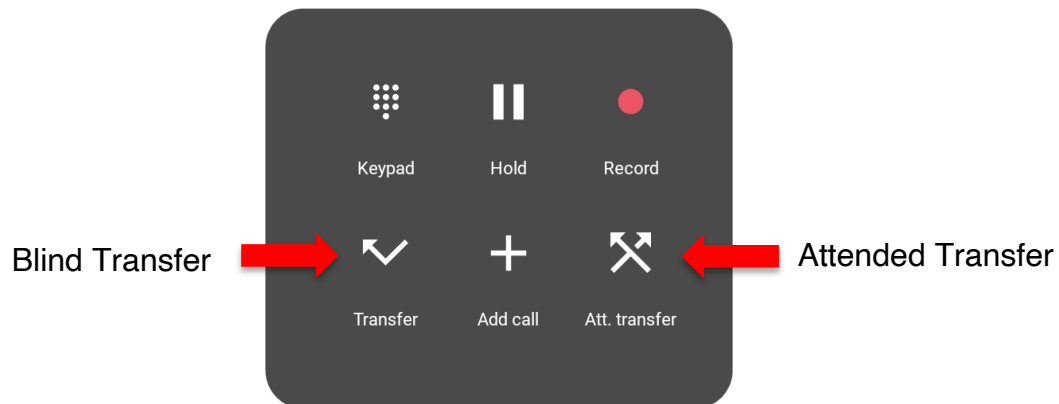 Keypad
Hold
Record
Blind Transfer
Attended Transfer
Transfer
Add call
Att. transfer